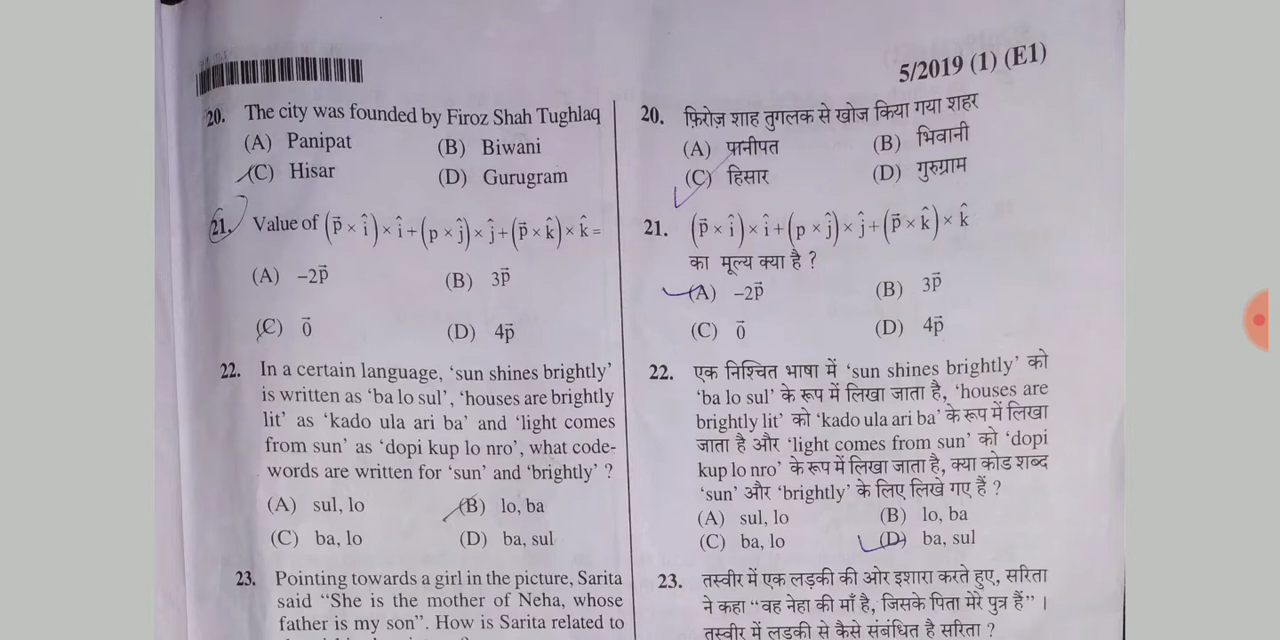 5/2019 (1) (E1)
20. The city was founded by Firoz Shah Tughlaq
(A) Panipat (B) Biwani
(C) Hisar (D) Gurugram
21. Value of (p⃗ × î) × î + (p × ĵ) × ĵ + (p⃗ × k̂) × k̂ =
(A) –2p⃗ (B) 3p⃗
(C) 0⃗ (D) 4p⃗
22. In a certain language, ‘sun shines brightly’
is written as ‘ba lo sul’, ‘houses are brightly
lit’ as ‘kado ula ari ba’ and ‘light comes
from sun’ as ‘dopi kup lo nro’, what code-
words are written for ‘sun’ and ‘brightly’ ?
(A) sul, lo (B) lo, ba
(C) ba, lo (D) ba, sul
23. Pointing towards a girl in the picture, Sarita
said “She is the mother of Neha, whose
father is my son”. How is Sarita related to
20. फ़िरोज़ शाह तुगलक से खोज किया गया शहर
(A) पानीपत (B) भिवानी
(C) हिसार (D) गुरुग्राम
21. (p⃗ × î) × î + (p × ĵ) × ĵ + (p⃗ × k̂) × k̂
का मूल्य क्या है ?
(A) –2p⃗ (B) 3p⃗
(C) 0⃗ (D) 4p⃗
22. एक निश्चित भाषा में ‘sun shines brightly’ को
‘ba lo sul’ के रूप में लिखा जाता है, ‘houses are
brightly lit’ को ‘kado ula ari ba’ के रूप में लिखा
जाता है और ‘light comes from sun’ को ‘dopi
kup lo nro’ के रूप में लिखा जाता है, क्या कोड शब्द
‘sun’ और ‘brightly’ के लिए लिखे गए हैं ?
(A) sul, lo (B) lo, ba
(C) ba, lo (D) ba, sul
23. तस्वीर में एक लड़की की ओर इशारा करते हुए, सरिता
ने कहा “वह नेहा की माँ है, जिसके पिता मेरे पुत्र हैं” ।
तस्वीर में लड़की से कैसे संबंधित है सरिता ?